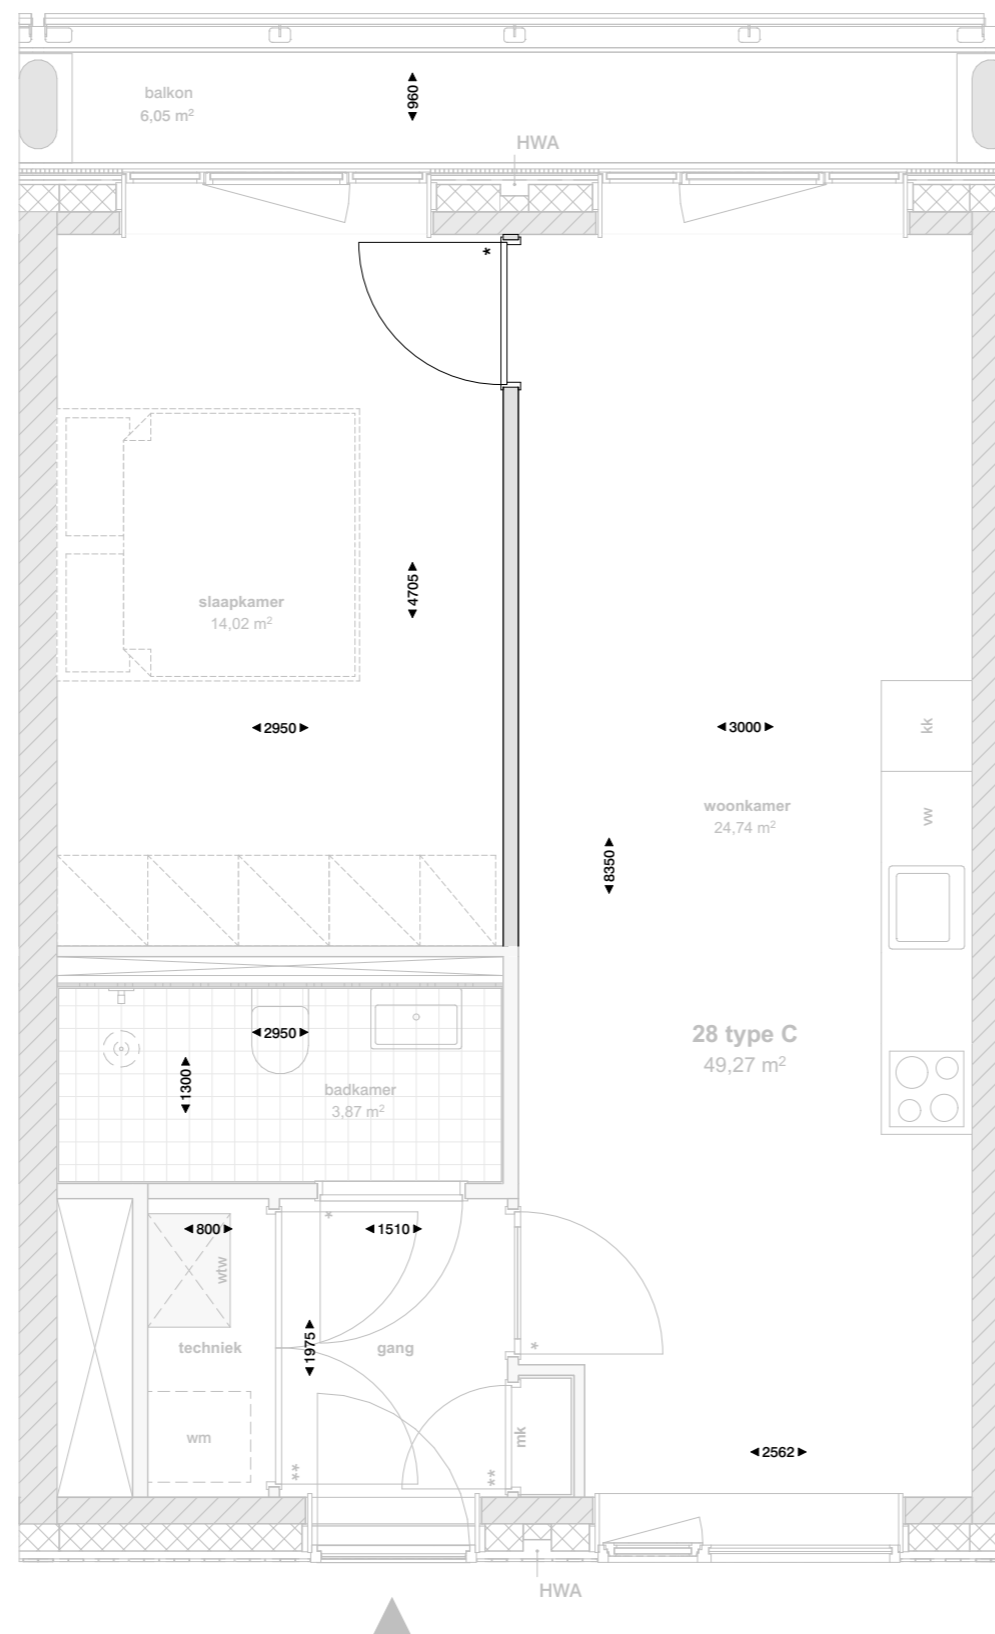 balkon
6,05 m²
960
HWA
*
slaapkamer
14,02 m²
4705
2950
3000
kk
woonkamer
24,74 m²
vw
8350
28 type C
49,27 m²
2950
1300
badkamer
3,87 m²
800
*
1510
wtw
techniek
1975
gang
*
wm
**
**
mk
2562
HWA